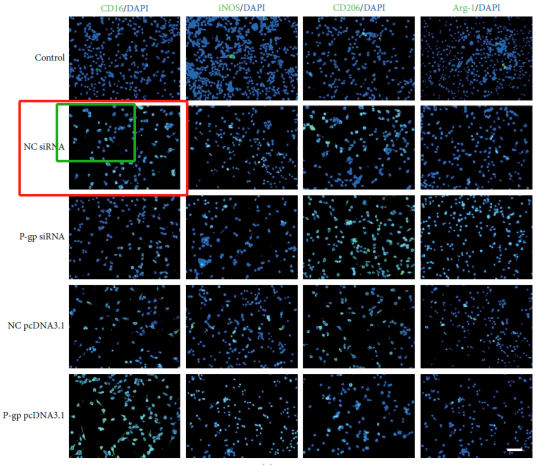 CD16/DAPI iNOS/DAPI CD206/DAPI Arg-1/DAPI
Control
NC siRNA
P-gp siRNA
NC pcDNA3.1
P-gp pcDNA3.1